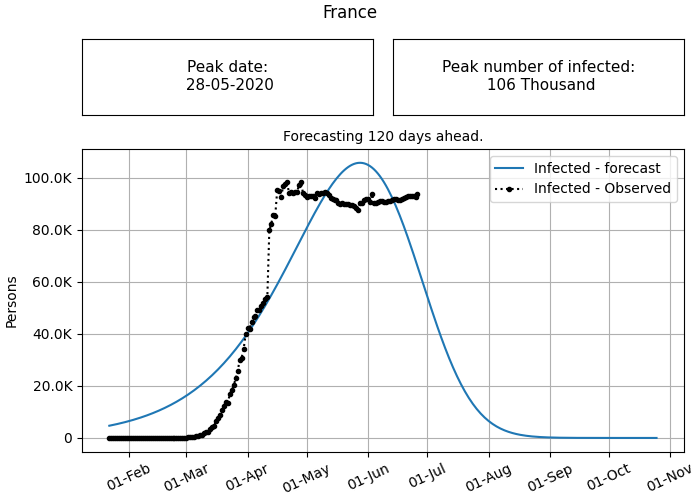 France
Peak date:
28-05-2020
Peak number of infected:
106 Thousand
Forecasting 120 days ahead.
Infected - forecast
Infected - Observed
100.0K
80.0K
60.0K
40.0K
20.0K
0
Persons
01-Feb
01-Mar
01-Apr
01-May
01-Jun
01-Jul
01-Aug
01-Sep
01-Oct
01-Nov